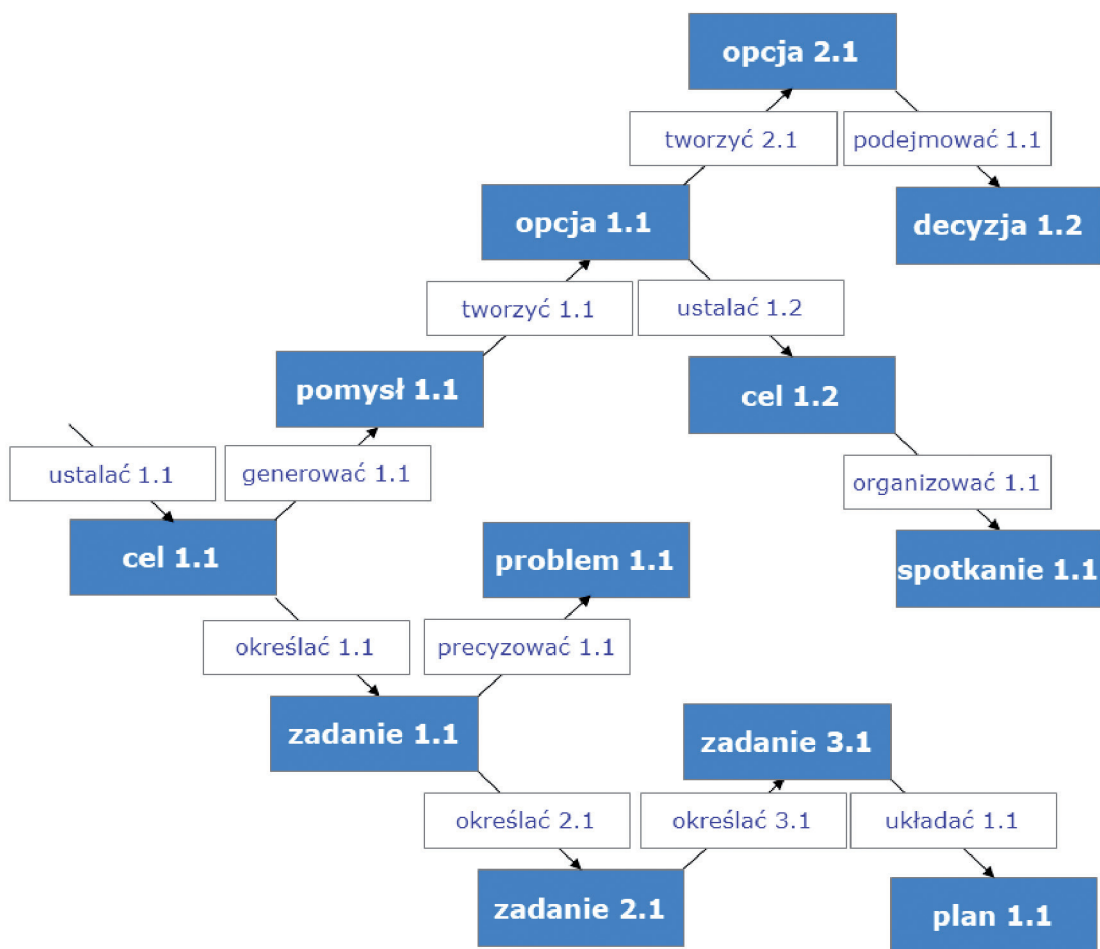 opcja 2.1
tworzyć 2.1
podejmować 1.1
opcja 1.1
decyzja 1.2
tworzyć 1.1
ustalać 1.2
pomysł 1.1
cel 1.2
ustalać 1.1
generować 1.1
organizować 1.1
cel 1.1
problem 1.1
spotkanie 1.1
określać 1.1
precyzować 1.1
zadanie 1.1
zadanie 3.1
określać 2.1
określać 3.1
układać 1.1
zadanie 2.1
plan 1.1